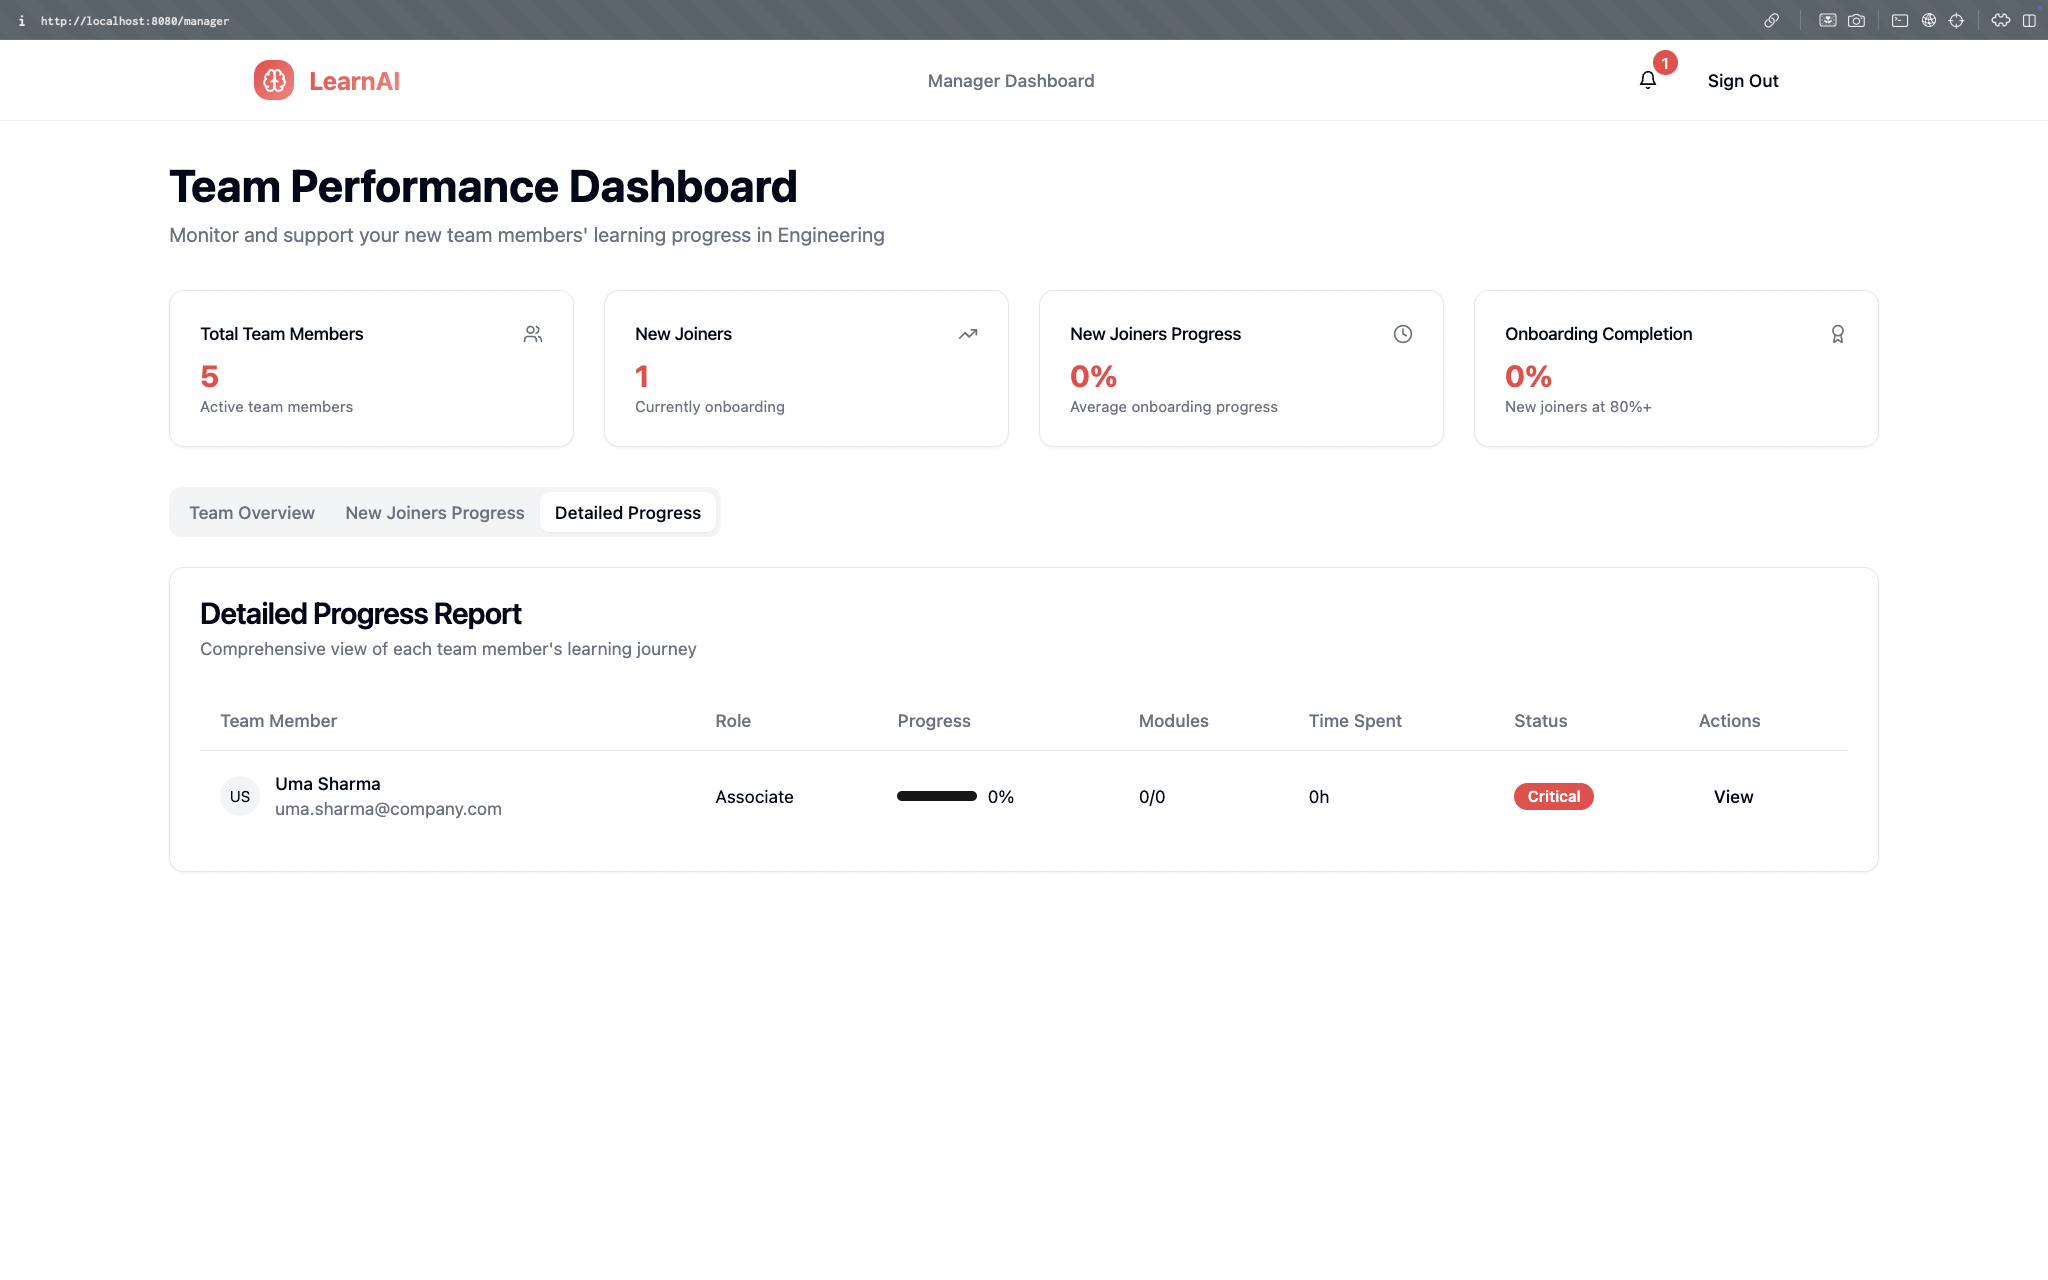 i http://localhost:8080/manager
LearnAI
Manager Dashboard
1
Sign Out
Team Performance Dashboard
Monitor and support your new team members' learning progress in Engineering
Total Team Members
5
Active team members
New Joiners
1
Currently onboarding
New Joiners Progress
0%
Average onboarding progress
Onboarding Completion
0%
New joiners at 80%+
Team Overview New Joiners Progress Detailed Progress
Detailed Progress Report
Comprehensive view of each team member's learning journey
Team Member Role Progress Modules Time Spent Status Actions
US Uma Sharma
uma.sharma@company.com
Associate 0% 0/0 0h Critical View